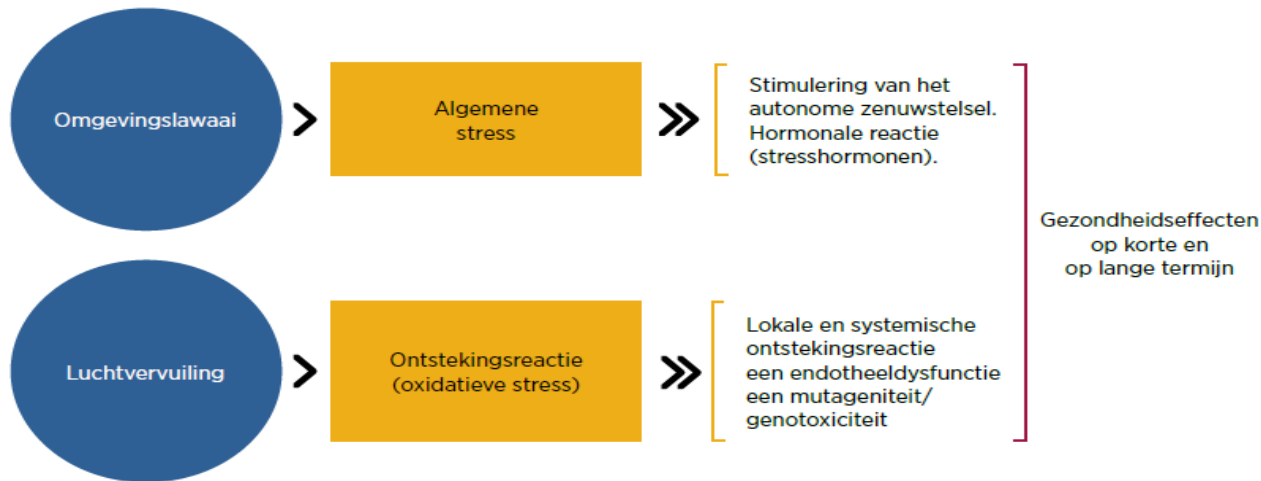 Omgevingslawaai
Algemene
stress
Stimulering van het
autonome zenuwstelsel.
Hormonale reactie
(stresshormonen).
Luchtvervuiling
Ontstekingsreactie
(oxidatieve stress)
Lokale en systemische
ontstekingsreactie
een endotheeldysfunctie
een mutageniteit/
genotoxiciteit
Gezondheidseffecten
op korte en
op lange termijn